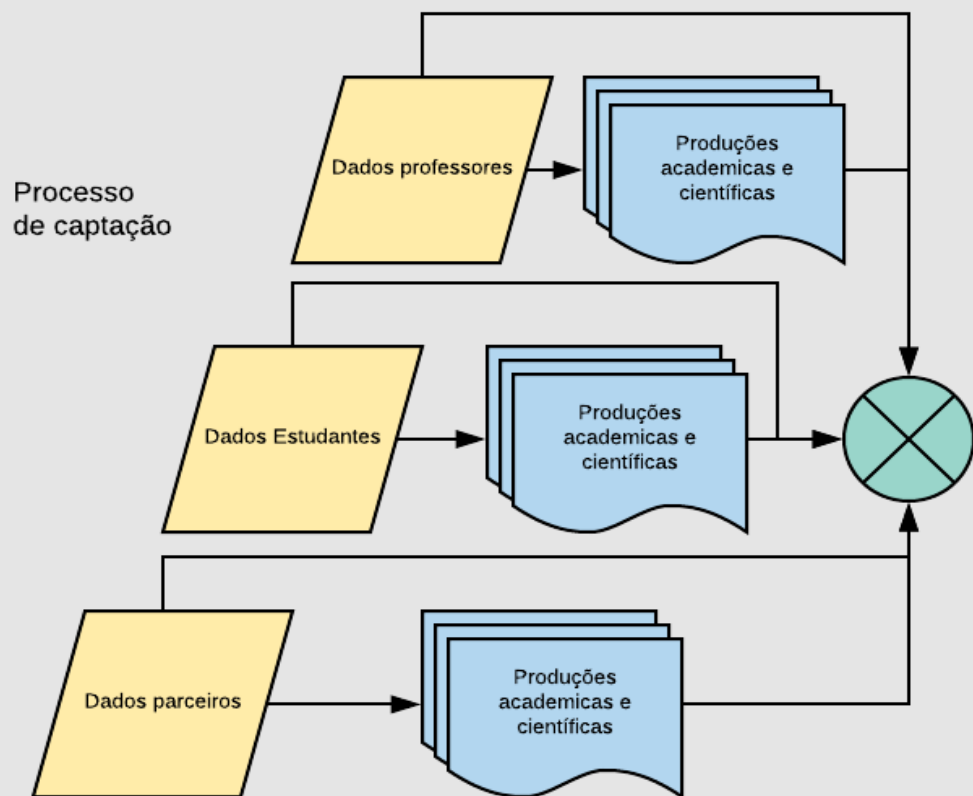 Processo
de captação
Dados professores
Produções
academicas e
científicas
Dados Estudantes
Produções
academicas e
científicas
Dados parceiros
Produções
academicas e
científicas